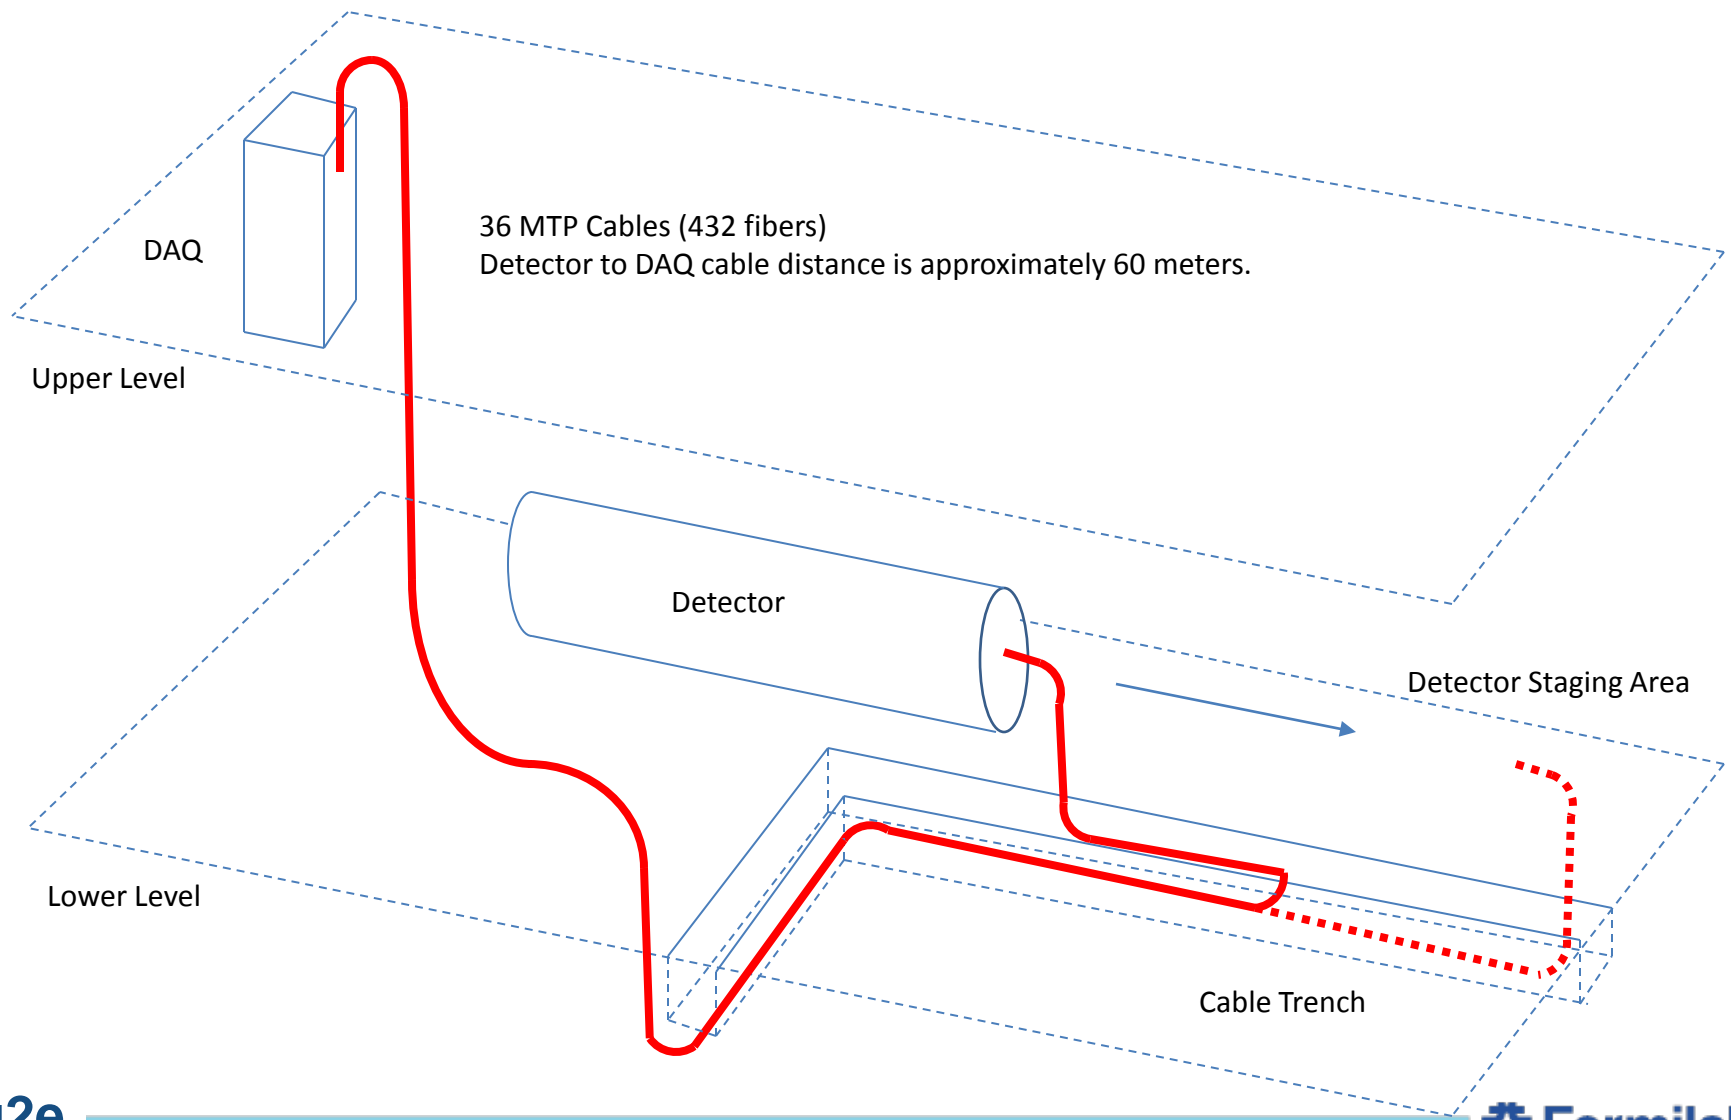 36 MTP Cables (432 fibers)
DAQ
Detector to DAQ cable distance is approximately 60 meters.
Upper Level
Detector
Detector Staging Area
Lower Level
Cable Trench